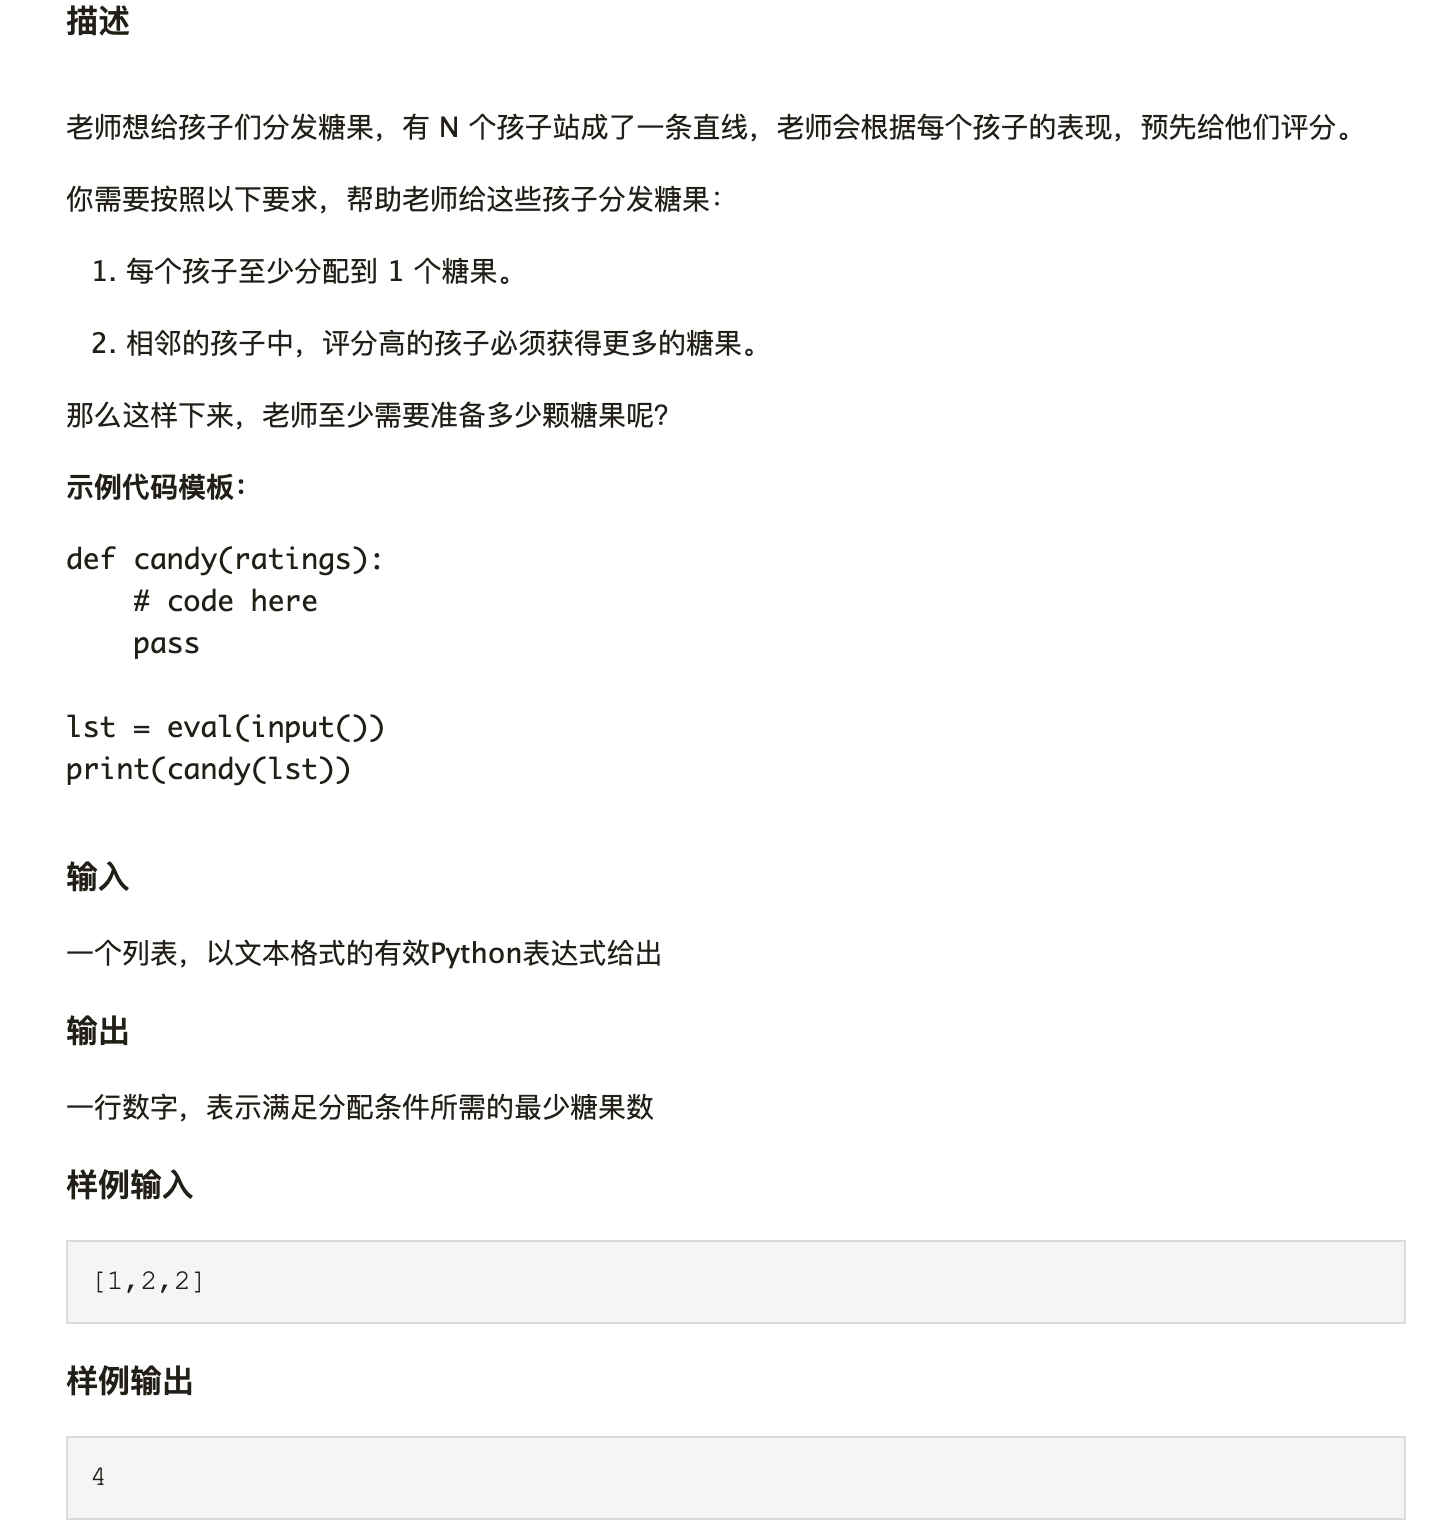 描述
老师想给孩子们分发糖果，有 N 个孩子站成了一条直线，老师会根据每个孩子的表现，预先给他们评分。
你需要按照以下要求，帮助老师给这些孩子分发糖果：
1. 每个孩子至少分配到 1 个糖果。
2. 相邻的孩子中，评分高的孩子必须获得更多的糖果。
那么这样下来，老师至少需要准备多少颗糖果呢？
示例代码模板：
def candy(ratings):
    # code here
    pass
lst = eval(input())
print(candy(lst))
输入
一个列表，以文本格式的有效Python表达式给出
输出
一行数字，表示满足分配条件所需的最少糖果数
样例输入
[1,2,2]
样例输出
4